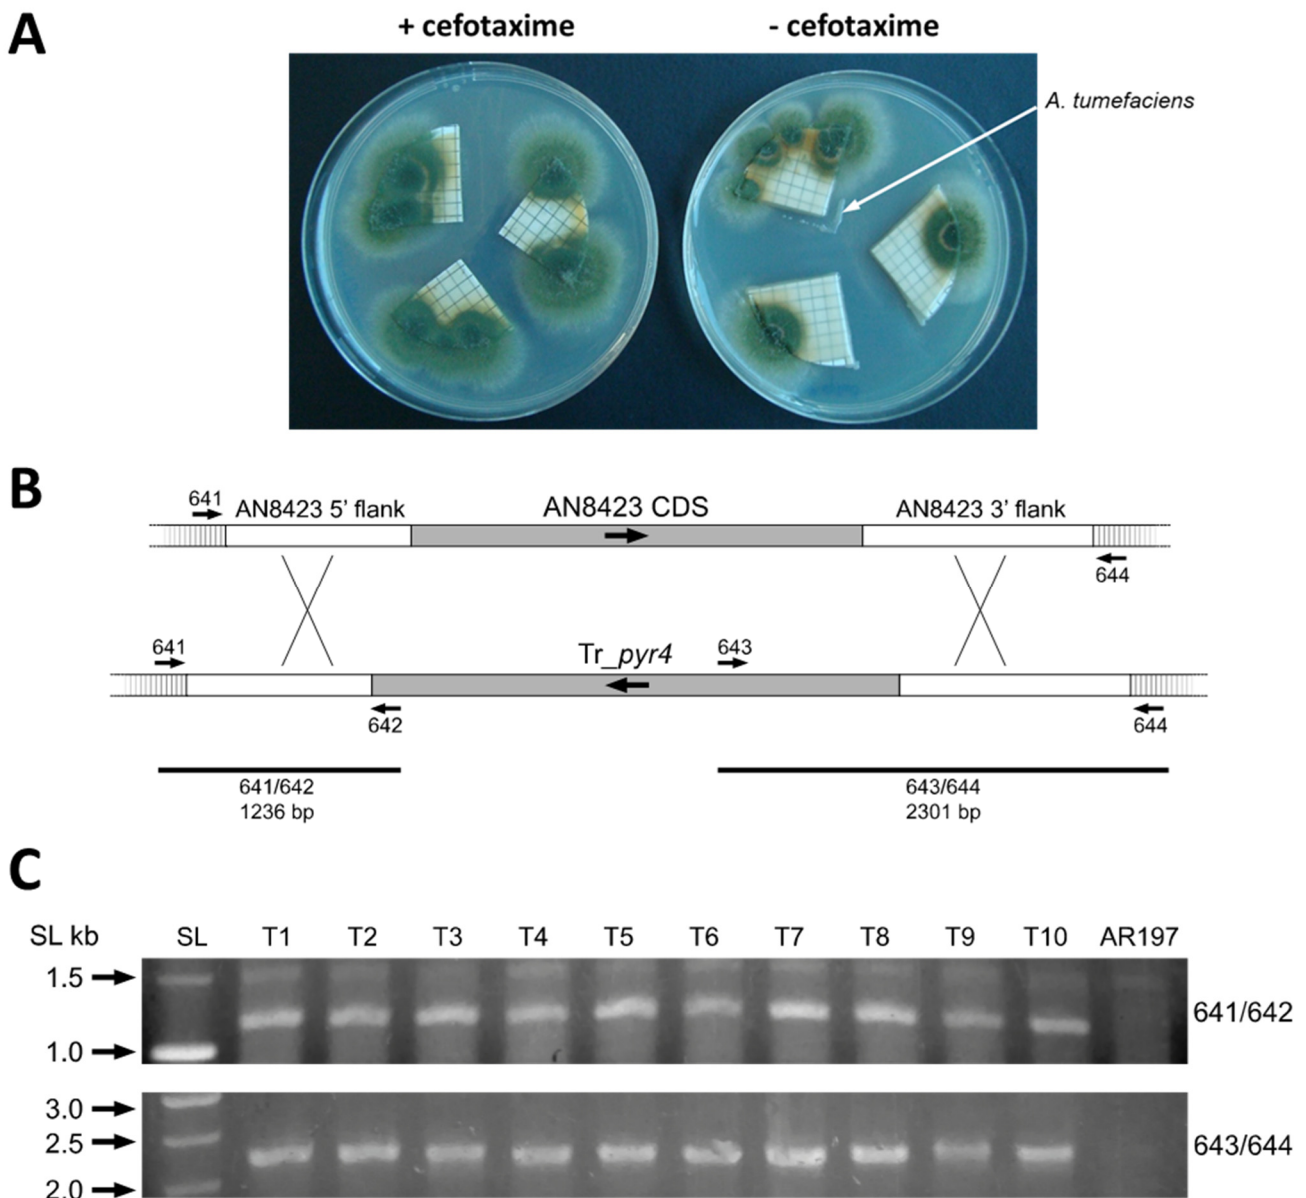 A
+ cefotaxime
- cefotaxime
A. tumefaciens
B
641
AN8423 5' flank
AN8423 CDS
AN8423 3' flank
644
641
Tr_pyr4
643
642
644
641/642
1236 bp
643/644
2301 bp
C
SL kb SL T1 T2 T3 T4 T5 T6 T7 T8 T9 T10 AR197
1.5
641/642
1.0
3.0
2.5
643/644
2.0